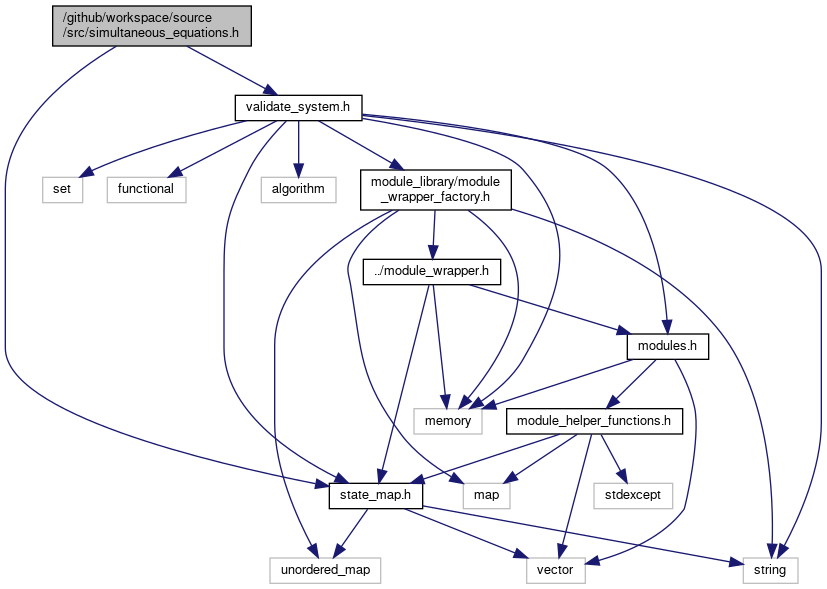 /github/workspace/source
/src/simultaneous_equations.h
validate_system.h
set
functional
algorithm
module_library/module
_wrapper_factory.h
../module_wrapper.h
modules.h
memory
module_helper_functions.h
state_map.h
map
stdexcept
unordered_map
vector
string